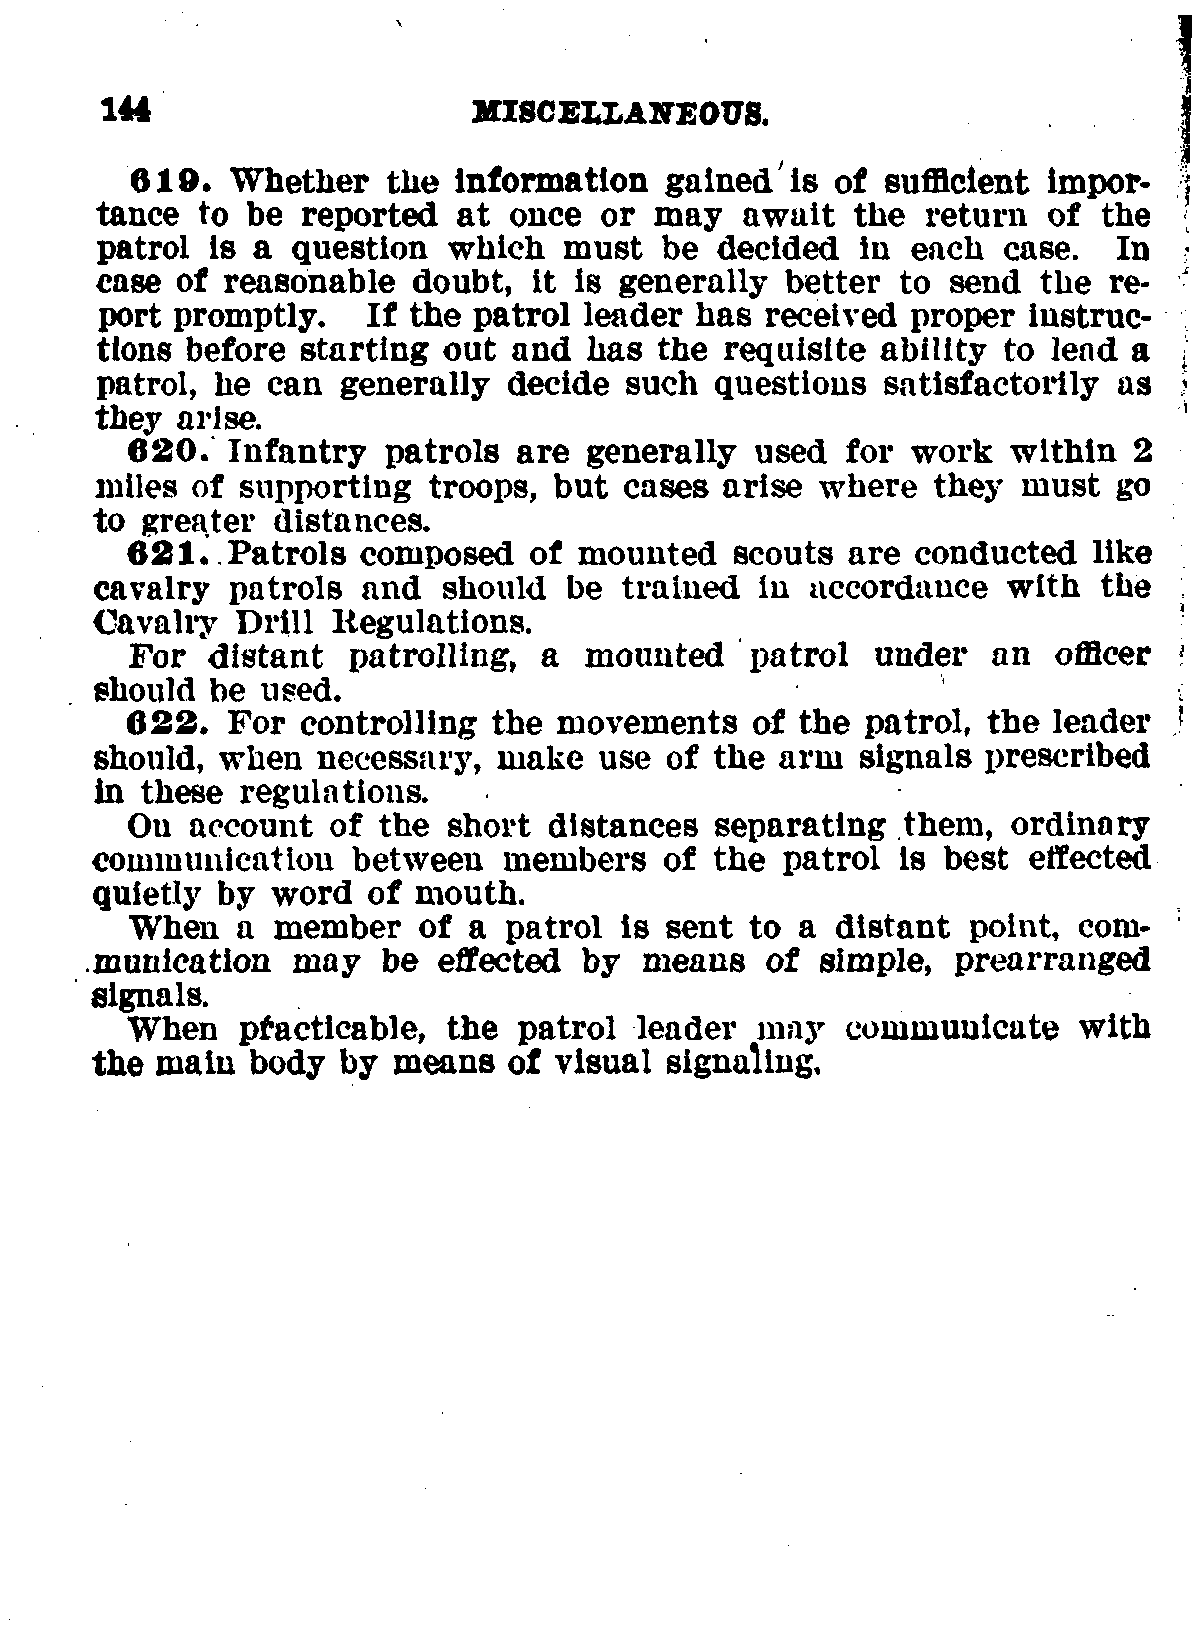 144 MISCELLANEOUS.
619. Whether the information gained is of sufficient impor-
tance to be reported at once or may await the return of the
patrol is a question which must be decided in each case. In
case of reasonable doubt, it is generally better to send the re-
port promptly. If the patrol leader has received proper instruc-
tions before starting out and has the requisite ability to lead a
patrol, he can generally decide such questions satisfactorily as
they arise.
620. Infantry patrols are generally used for work within 2
miles of supporting troops, but cases arise where they must go
to greater distances.
621. Patrols composed of mounted scouts are conducted like
cavalry patrols and should be trained in accordance with the
Cavalry Drill Regulations.
For distant patrolling, a mounted patrol under an officer
should be used.
622. For controlling the movements of the patrol, the leader
should, when necessary, make use of the arm signals prescribed
in these regulations.
On account of the short distances separating them, ordinary
communication between members of the patrol is best effected
quietly by word of mouth.
When a member of a patrol is sent to a distant point, com-
munication may be effected by means of simple, prearranged
signals.
When practicable, the patrol leader may communicate with
the main body by means of visual signaling.